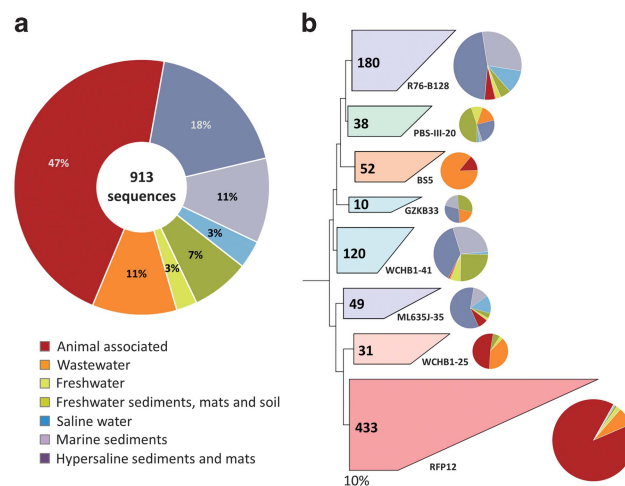 a
47%
18%
11%
3%
7%
3%
11%
913
sequences
Animal associated
Wastewater
Freshwater
Freshwater sediments, mats and soil
Saline water
Marine sediments
Hypersaline sediments and mats
b
180
R76-B128
38
PBS-III-20
52
BS5
10
GZKB33
120
WCHB1-41
49
ML635J-35
31
WCHB1-25
433
RFP12
10%